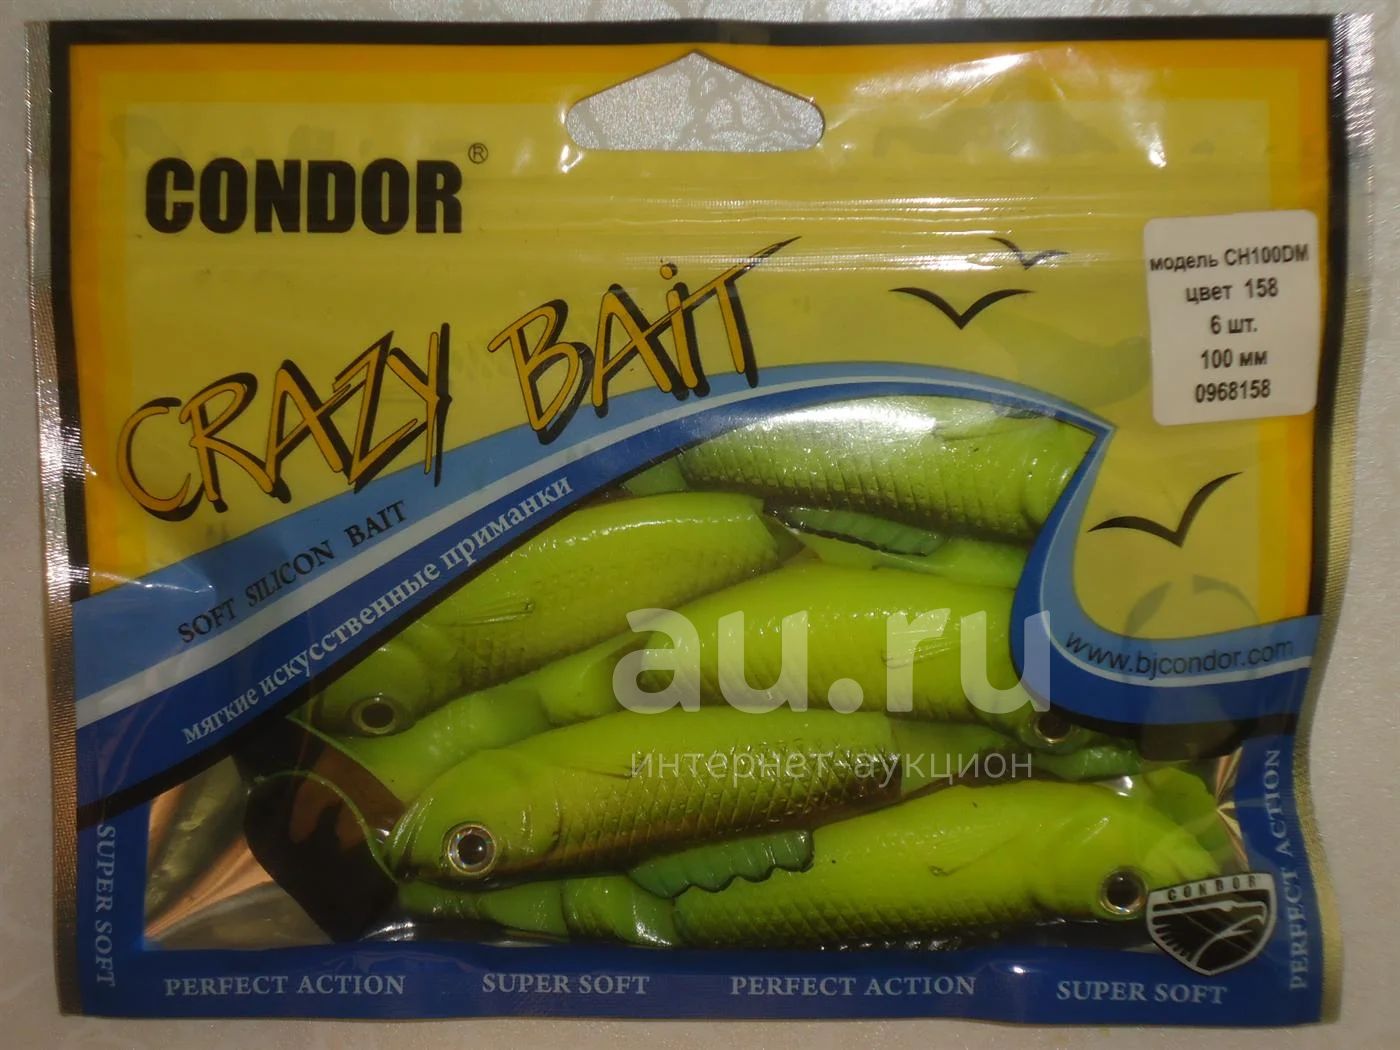 CONDOR®
CRAZY BAIT
SOFT SILICON BAIT
мягкие искусственные приманки
модель CH100DM
цвет 158
6 шт.
100 мм
0968158
www.bjcondor.com
au.ru
интернет-аукцион
CONDOR
SUPER SOFT
PERFECT ACTION
SUPER SOFT
PERFECT ACTION
SUPER SOFT
PERFECT ACTION